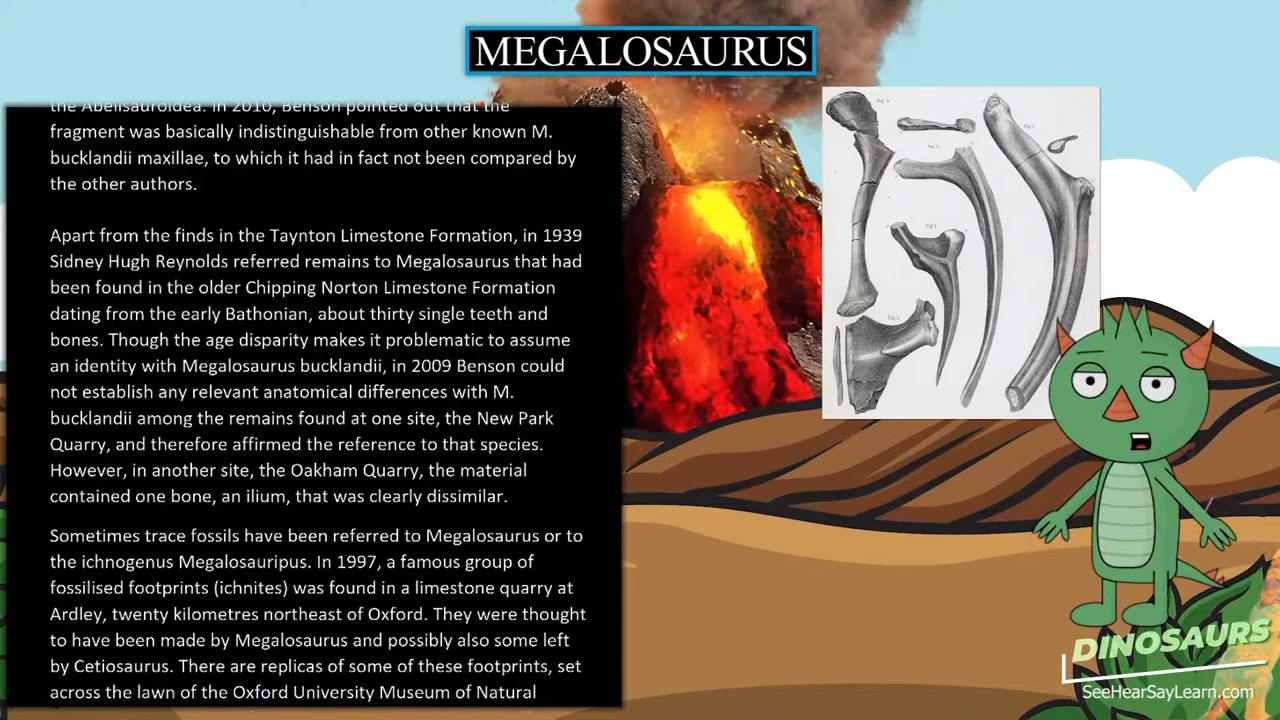 MEGALOSAURUS
the Abelisauroidea. In 2010, Benson pointed out that the
fragment was basically indistinguishable from other known M.
bucklandii maxillae, to which it had in fact not been compared by
the other authors.
Apart from the finds in the Taynton Limestone Formation, in 1939
Sidney Hugh Reynolds referred remains to Megalosaurus that had
been found in the older Chipping Norton Limestone Formation
dating from the early Bathonian, about thirty single teeth and
bones. Though the age disparity makes it problematic to assume
an identity with Megalosaurus bucklandii, in 2009 Benson could
not establish any relevant anatomical differences with M.
bucklandii among the remains found at one site, the New Park
Quarry, and therefore affirmed the reference to that species.
However, in another site, the Oakham Quarry, the material
contained one bone, an ilium, that was clearly dissimilar.
Sometimes trace fossils have been referred to Megalosaurus or to
the ichnogenus Megalosauripus. In 1997, a famous group of
fossilised footprints (ichnites) was found in a limestone quarry at
Ardley, twenty kilometres northeast of Oxford. They were thought
to have been made by Megalosaurus and possibly also some left
by Cetiosaurus. There are replicas of some of these footprints, set
across the lawn of the Oxford University Museum of Natural
DINOSAURS
SeeHearSayLearn.com